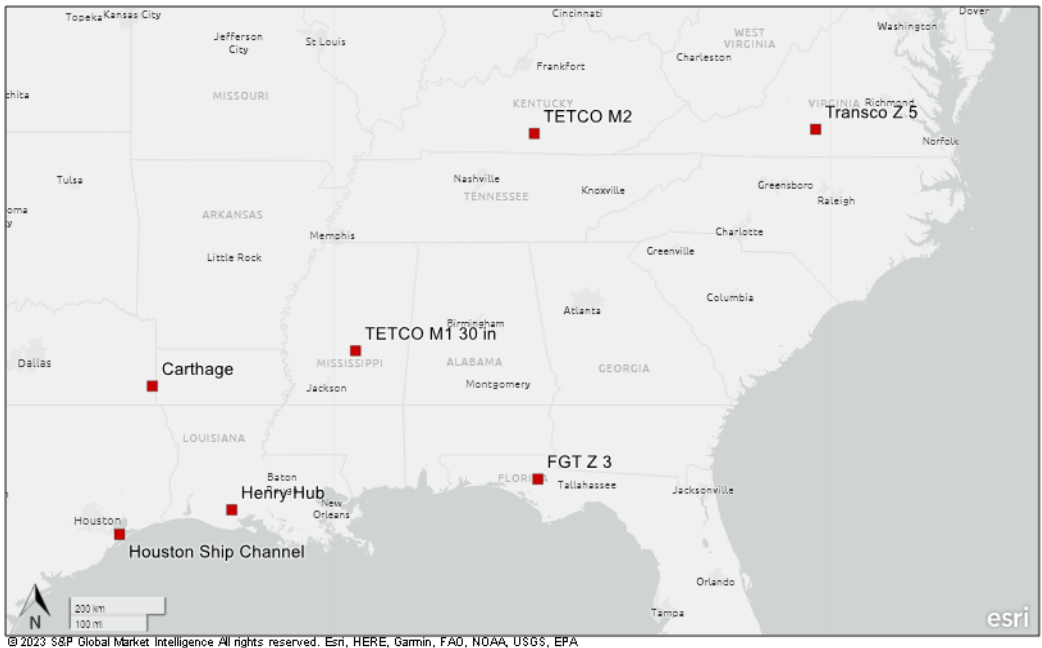 Topeka
Kansas City
Cincinnati
Dover
Jefferson
City
St Louis
Washington
WEST
VIRGINIA
Charleston
Frankfort
chita
MISSOURI
KENTUCKY
TETCO M2
VIRGINIA
Richmond
Transco Z 5
Norfolk
Tulsa
Nashville
TENNESSEE
Knoxville
Greensboro
Raleigh
oma
y
ARKANSAS
Memphis
Charlotte
Greenville
Little Rock
Columbia
Atlanta
Birmingham
TETCO M1 30 in
Dallas
Carthage
MISSISSIPPI
ALABAMA
GEORGIA
Jackson
Montgomery
LOUISIANA
FGT Z 3
Baton
Rouge
Henry Hub
FLORIDA
Tallahassee
Jacksonville
New
Orleans
Houston
Houston Ship Channel
Orlando
Tampa
N
200 km
100 mi
esri
© 2023 S&P Global Market Intelligence All rights reserved. Esri, HERE, Garmin, FAO, NOAA, USGS, EPA